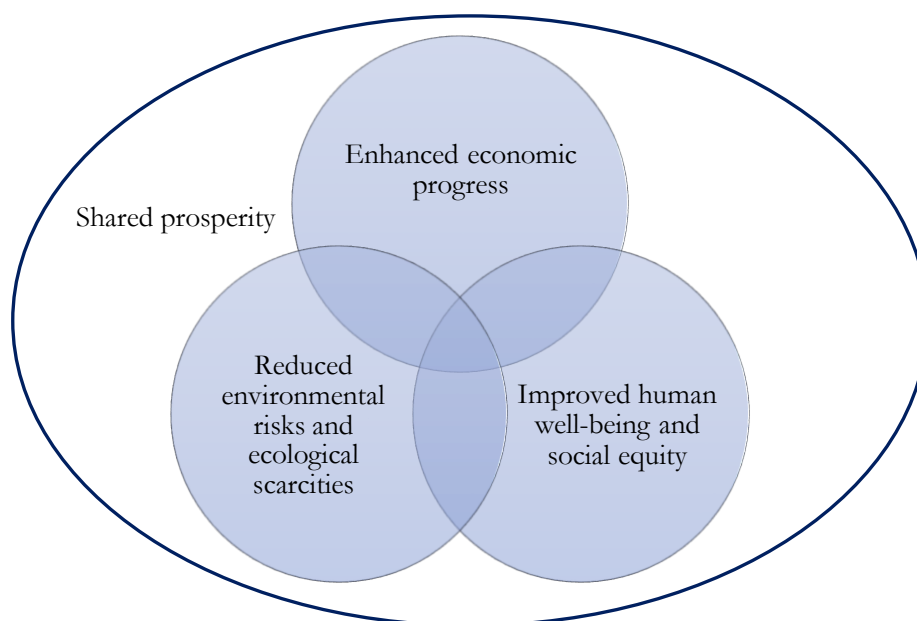 Enhanced economic
progress
Shared prosperity
Reduced
environmental
risks and
ecological
scarcities
Improved human
well-being and
social equity